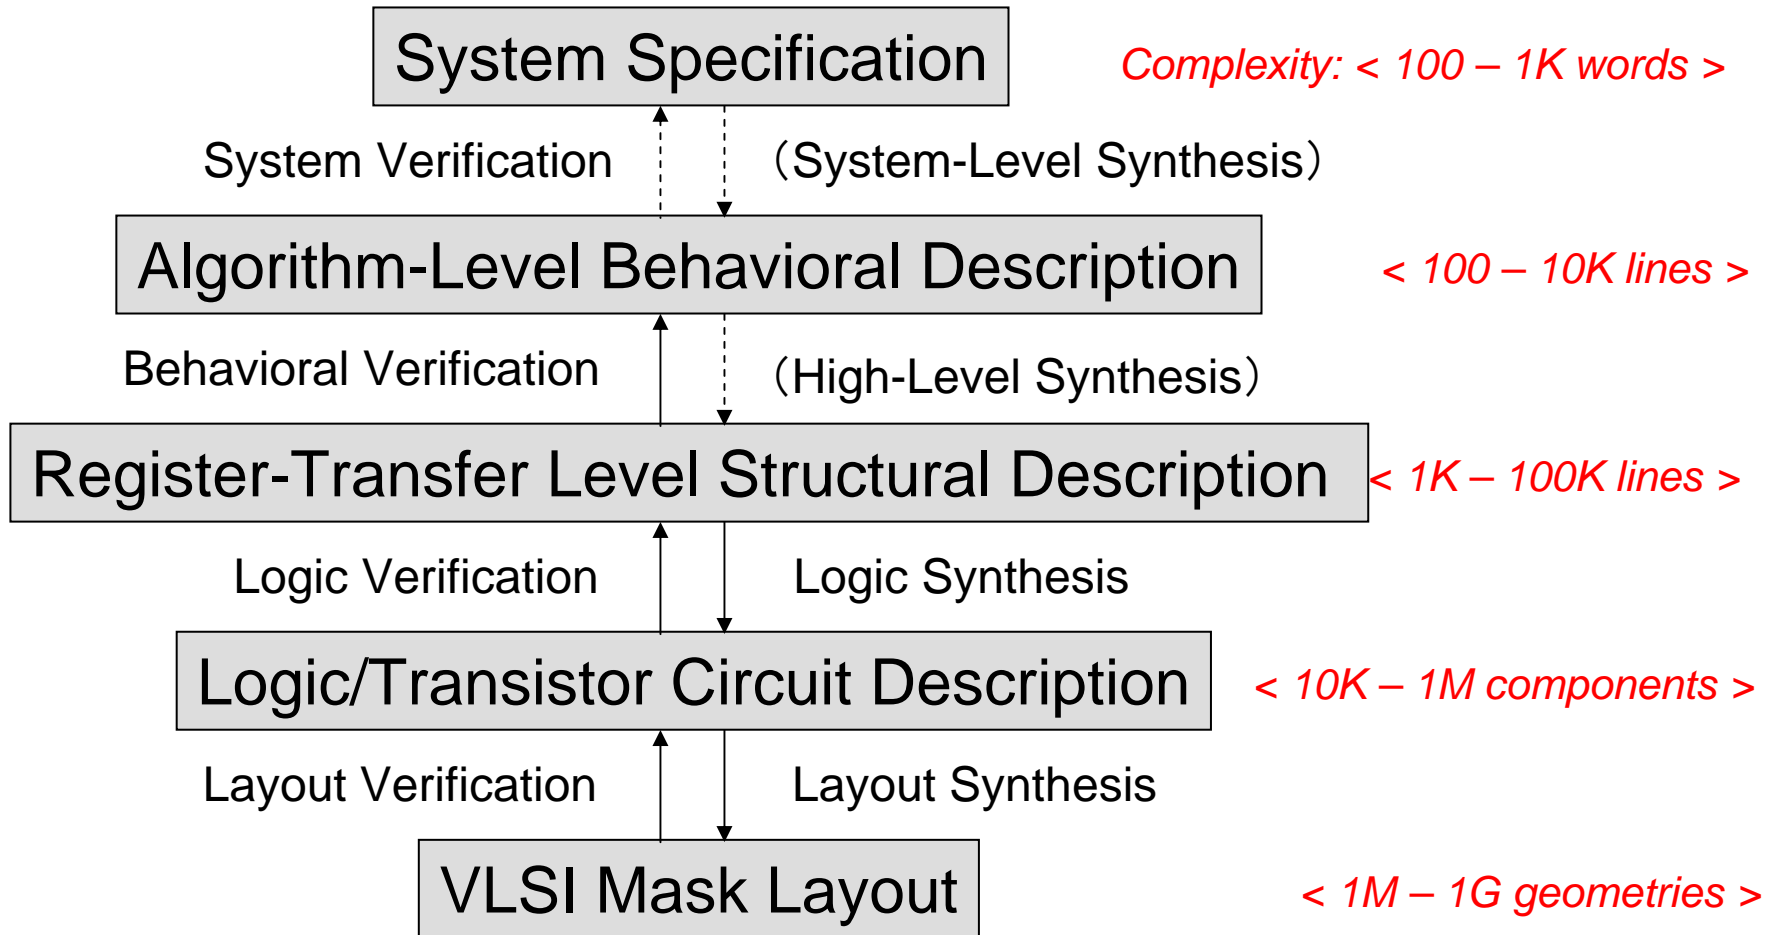 System Specification
Complexity: < 100 – 1K words >
System Verification
（System-Level Synthesis）
Algorithm-Level Behavioral Description
< 100 – 10K lines >
Behavioral Verification
（High-Level Synthesis）
Register-Transfer Level Structural Description
< 1K – 100K lines >
Logic Verification
Logic Synthesis
Logic/Transistor Circuit Description
< 10K – 1M components >
Layout Verification
Layout Synthesis
VLSI Mask Layout
< 1M – 1G geometries >